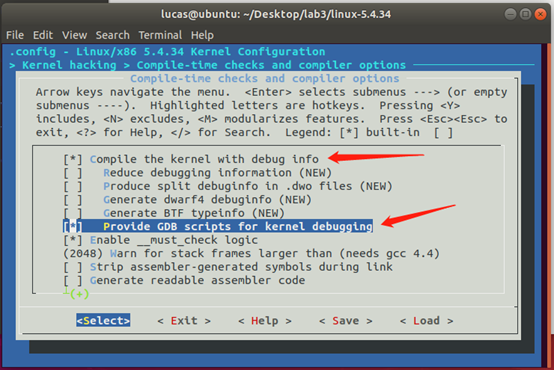 lucas@ubuntu: ~/Desktop/lab3/linux-5.4.34
File Edit View Search Terminal Help
.config - Linux/x86 5.4.34 Kernel Configuration
> Kernel hacking > Compile-time checks and compiler options
Compile-time checks and compiler options
Arrow keys navigate the menu. <Enter> selects submenus ---> (or empty
submenus ----). Highlighted letters are hotkeys. Pressing <Y>
includes, <N> excludes, <M> modularizes features. Press <Esc><Esc> to
exit, <?> for Help, </> for Search. Legend: [*] built-in [ ]
[*] Compile the kernel with debug info
[ ] Reduce debugging information (NEW)
[ ] Produce split debuginfo in .dwo files (NEW)
[ ] Generate dwarf4 debuginfo (NEW)
[ ] Generate BTF typeinfo (NEW)
[*] Provide GDB scripts for kernel debugging
[*] Enable __must_check logic
(2048) Warn for stack frames larger than (needs gcc 4.4)
[ ] Strip assembler-generated symbols during link
[ ] Generate readable assembler code
(+)
<Select> < Exit > < Help > < Save > < Load >